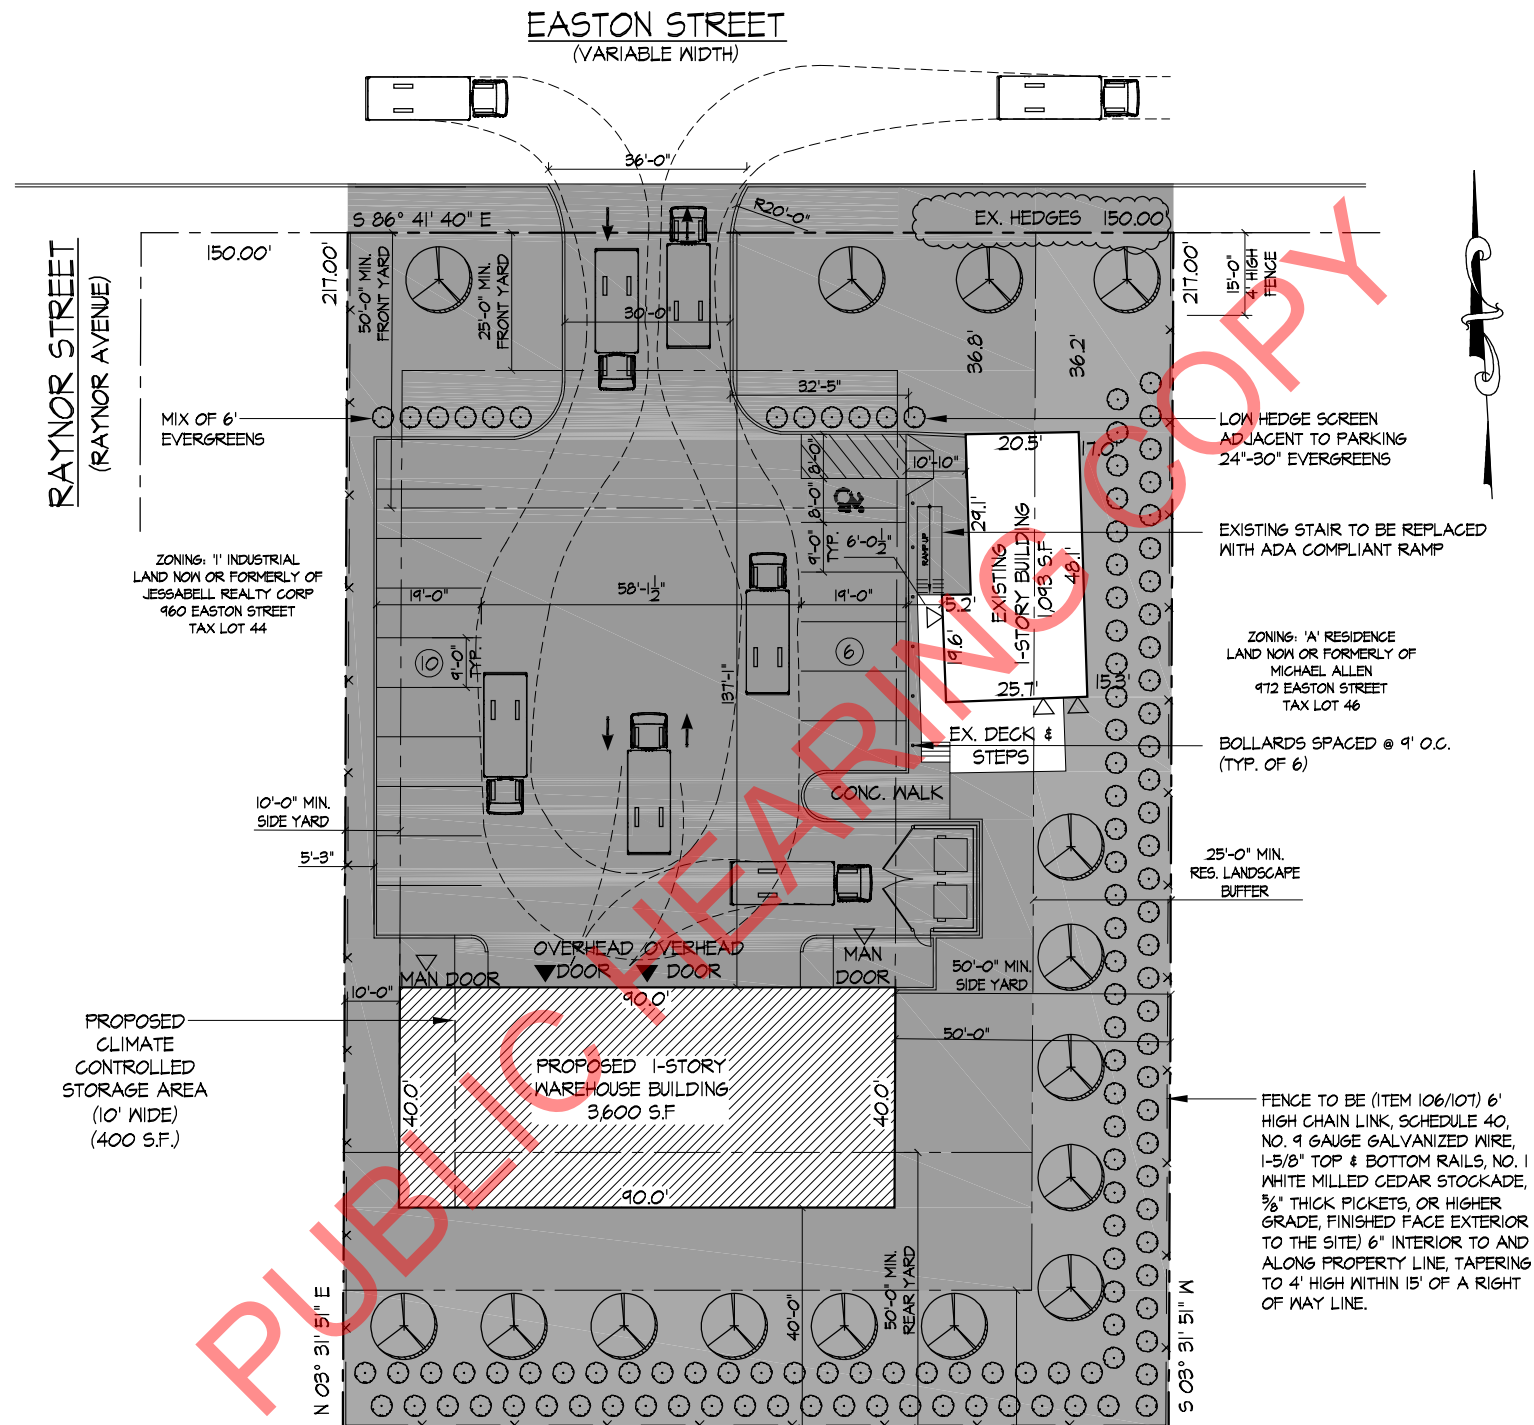 EASTON STREET
(VARIABLE WIDTH)
36'-0"
S 86° 41' 40" E
R20'-0"
EX. HEDGES 150.00'
150.00'
217.00'
50'-0" MIN.
FRONT YARD
25'-0" MIN.
FRONT YARD
30'-0"
217.00'
15'-0"
4' HIGH
FENCE
RAYNOR STREET
(RAYNOR AVENUE)
36.8'
36.2'
32'-5"
MIX OF 6'
EVERGREENS
LOW HEDGE SCREEN
ADJACENT TO PARKING
24"-30" EVERGREENS
8'-0"
8'-0"
9'-0"
TYP.
10'-10"
20.5'
17.0'
29.1'
EXISTING
1-STORY BUILDING
1,093 S.F.
48.1'
6'-0½"
RAMP UP
EXISTING STAIR TO BE REPLACED
WITH ADA COMPLIANT RAMP
ZONING: 'I' INDUSTRIAL
LAND NOW OR FORMERLY OF
JESSABELL REALTY CORP
960 EASTON STREET
TAX LOT 44
19'-0"
58'-1½"
19'-0"
5.2'
19.6'
10
9'-0"
TYP.
6
137'-1"
25.7'
15.3'
ZONING: 'A' RESIDENCE
LAND NOW OR FORMERLY OF
MICHAEL ALLEN
972 EASTON STREET
TAX LOT 46
EX. DECK &
STEPS
BOLLARDS SPACED @ 9' O.C.
(TYP. OF 6)
CONC. WALK
10'-0" MIN.
SIDE YARD
5'-3"
25'-0" MIN.
RES. LANDSCAPE
BUFFER
OVERHEAD
DOOR
OVERHEAD
DOOR
MAN
DOOR
MAN DOOR
50'-0" MIN.
SIDE YARD
10'-0"
90.0'
50'-0"
PROPOSED
CLIMATE
CONTROLLED
STORAGE AREA
(10' WIDE)
(400 S.F.)
PROPOSED 1-STORY
WAREHOUSE BUILDING
3,600 S.F
40.0'
40.0'
90.0'
FENCE TO BE (ITEM 106/107) 6'
HIGH CHAIN LINK, SCHEDULE 40,
NO. 9 GAUGE GALVANIZED WIRE,
1-5/8" TOP & BOTTOM RAILS, NO. 1
WHITE MILLED CEDAR STOCKADE,
⅝" THICK PICKETS, OR HIGHER
GRADE, FINISHED FACE EXTERIOR
TO THE SITE) 6" INTERIOR TO AND
ALONG PROPERTY LINE, TAPERING
TO 4' HIGH WITHIN 15' OF A RIGHT
OF WAY LINE.
N 03° 31' 51" E
40'-0"
50'-0" MIN.
REAR YARD
S 03° 31' 51" W
PUBLIC HEARING COPY